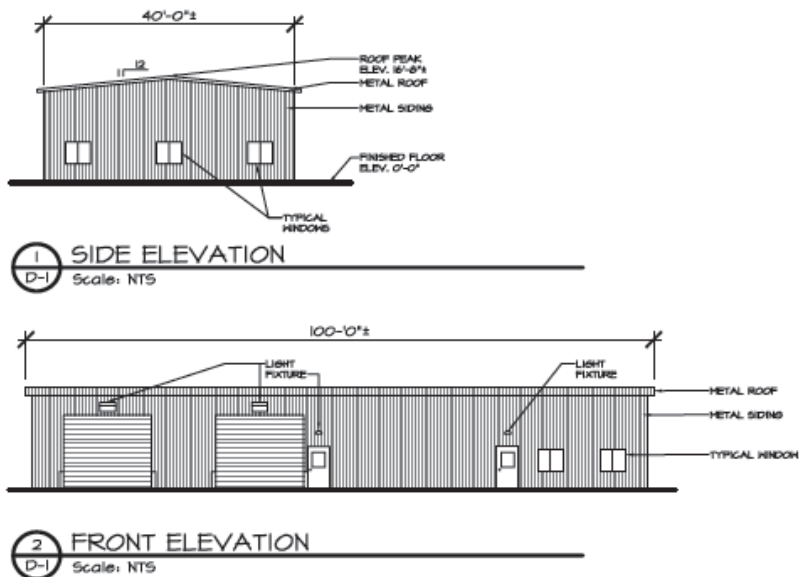 40'-0"±
12
1
ROOF PEAK
ELEV. 16'-8"±
METAL ROOF
METAL SIDING
FINISHED FLOOR
ELEV. 0'-0"
TYPICAL
WINDOWS
1
D-1
SIDE ELEVATION
Scale: NTS
100-'0"±
LIGHT
FIXTURE
LIGHT
FIXTURE
METAL ROOF
METAL SIDING
TYPICAL WINDOW
2
D-1
FRONT ELEVATION
Scale: NTS